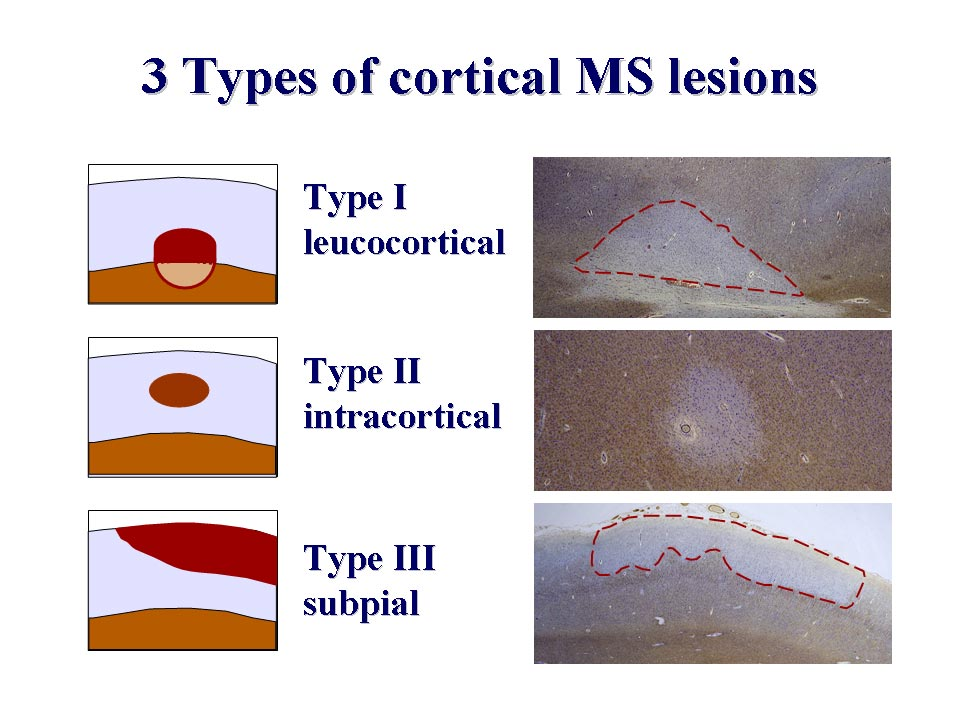 3 Types of cortical MS lesions
Type I
leucocortical
Type II
intracortical
Type III
subpial